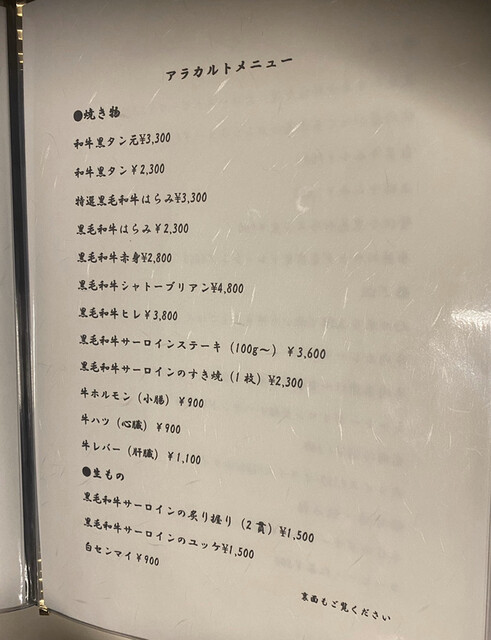 アラカルトメニュー
●焼き物
和牛黒タン元¥3,300
和牛黒タン¥2,300
特選黒毛和牛はらみ¥3,300
黒毛和牛はらみ¥2,300
黒毛和牛赤身¥2,800
黒毛和牛シャトーブリアン¥4,800
黒毛和牛ヒレ¥3,800
黒毛和牛サーロインステーキ（100g〜）¥3,600
黒毛和牛サーロインのすき焼（1枚）¥2,300
牛ホルモン（小腸）¥900
牛ハツ（心臓）¥900
牛レバー（肝臓）¥1,100
●生もの
黒毛和牛サーロインの炙り握り（2貫）¥1,500
黒毛和牛サーロインのユッケ¥1,500
白センマイ¥900
裏面もご覧ください